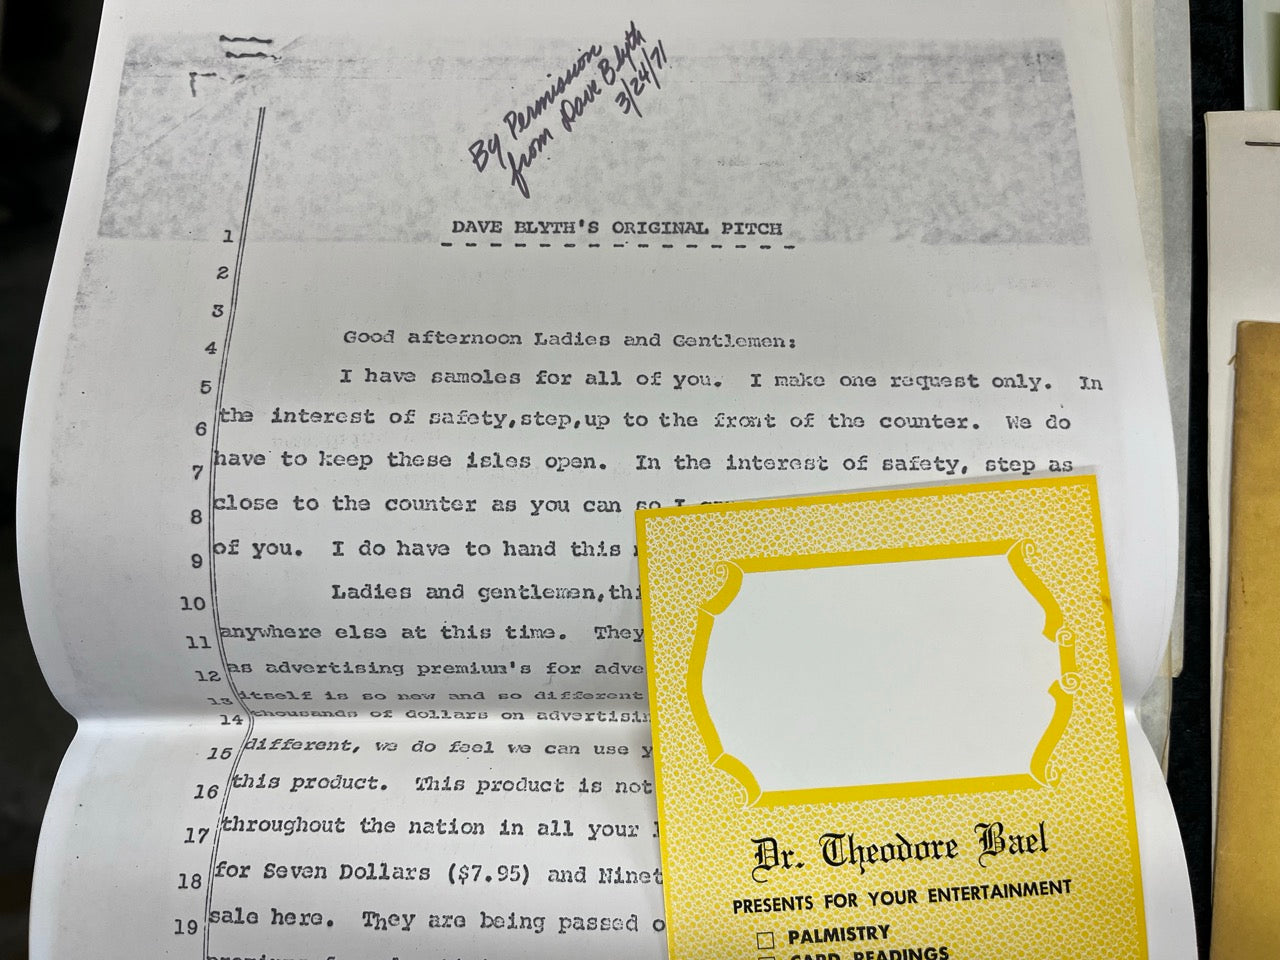 By Permission
from Dave Blyth
3/24/71
1 DAVE BLYTH'S ORIGINAL PITCH
2
3
4 Good afternoon Ladies and Gentlemen:
5 I have samoles for all of you. I make one request only. In
6 the interest of safety,step,up to the front of the counter. We do
7 have to keep these isles open. In the interest of safety, step as
8 close to the counter as you can so I
9 of you. I do have to hand this
10 Ladies and gentlemen,thi
11 anywhere else at this time. They
12 as advertising premium's for adve
13 itself is so new and so different
14 thousands of dollars on advertisin
15 different, we do feel we can use y
16 this product. This product is not
17 throughout the nation in all your
18 for Seven Dollars ($7.95) and Ninet
19 sale here. They are being passed o
Dr. Theodore Bael
PRESENTS FOR YOUR ENTERTAINMENT
PALMISTRY
CARD READINGS